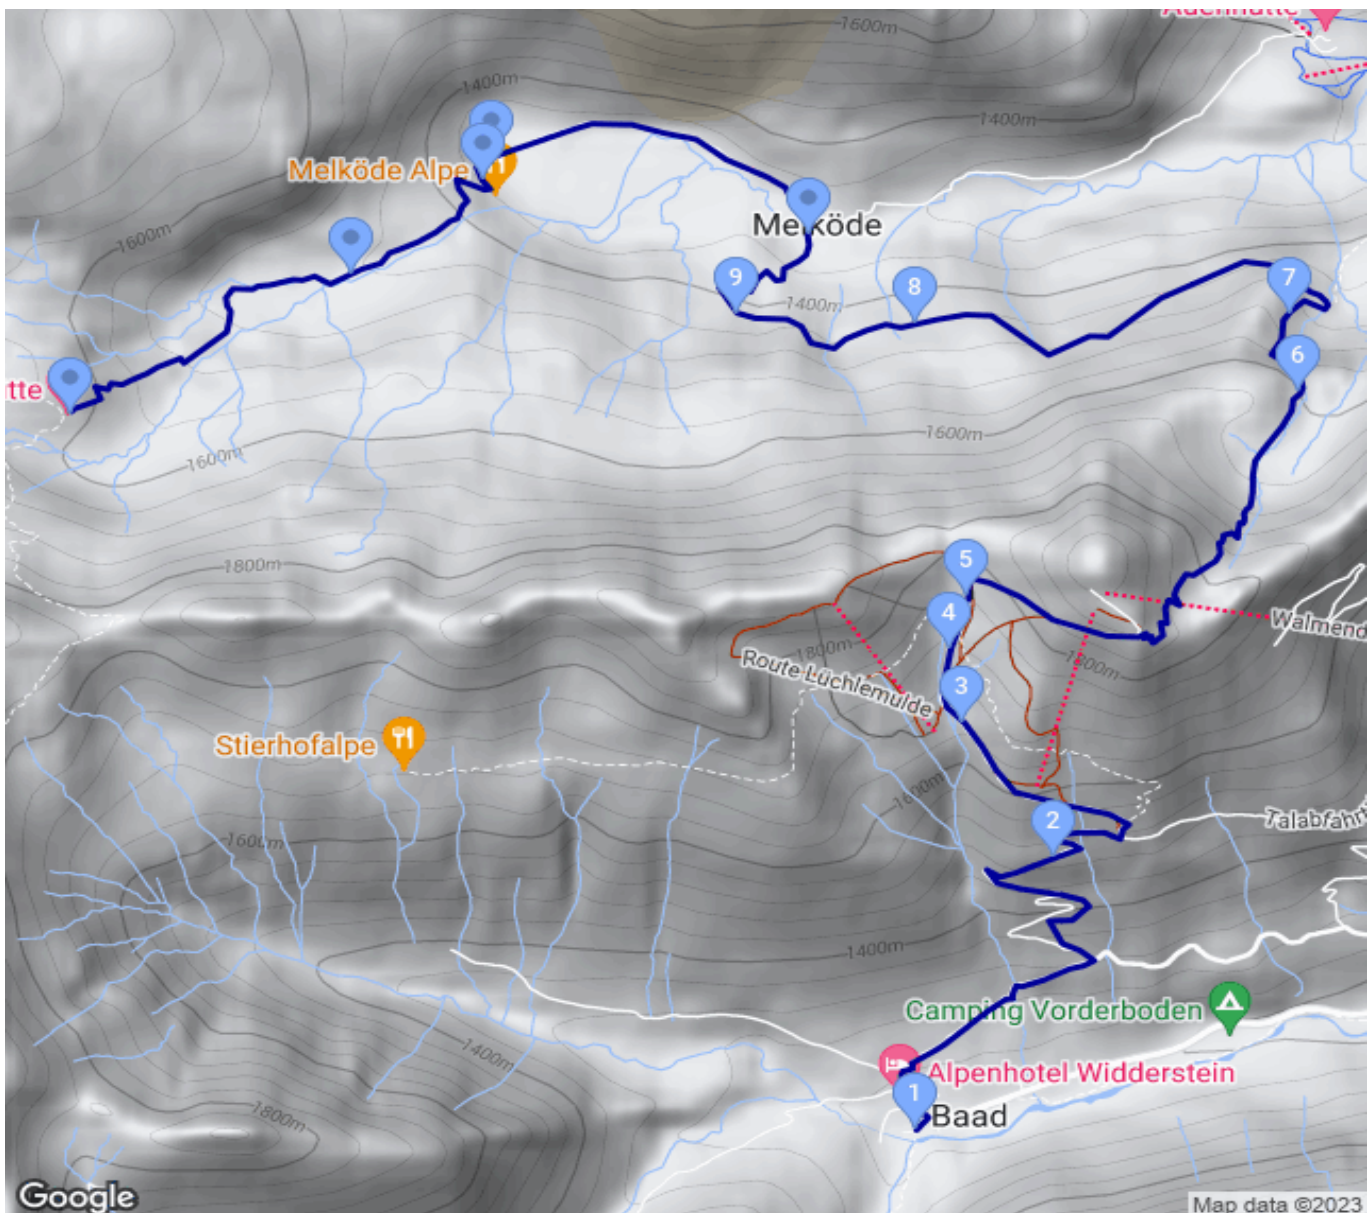 Auenhütte
1600m
1400m
1400m
Melköde Alpe
Melköde
1600m
9
8
7
1400m
6
tte
1600m
1600m
5
1800m
4
Walmend
1800m
1800m
Route Lüchlemulde
3
Stierhofalpe
1600m
2
Talabfahrt
1600m
1400m
Camping Vorderboden
1400m
Alpenhotel Widderstein
1
1800m
Baad
Google
Map data ©2023